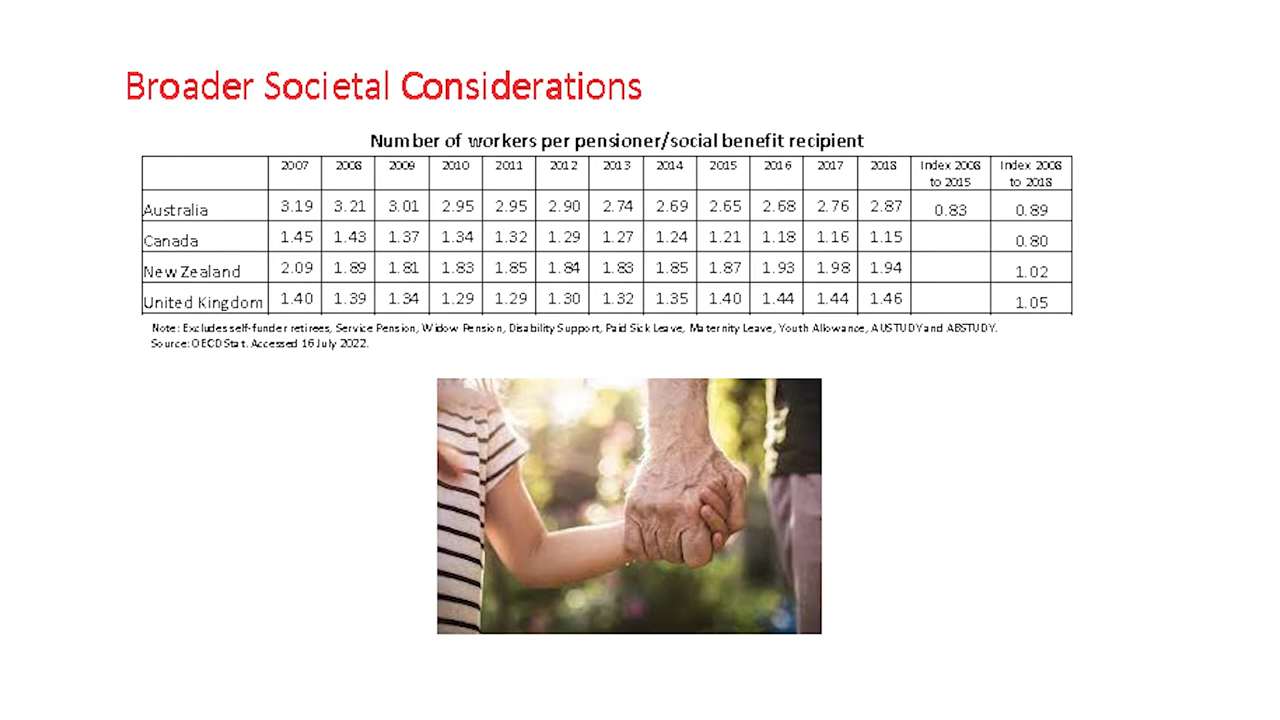 Broader Societal Considerations
Number of workers per pensioner/social benefit recipient
2007 2008 2009 2010 2011 2012 2013 2014 2015 2016 2017 2018 Index 2008 to 2015 Index 2008 to 2018
Australia 3.19 3.21 3.01 2.95 2.95 2.90 2.74 2.69 2.65 2.68 2.76 2.87 0.83 0.89
Canada 1.45 1.43 1.37 1.34 1.32 1.29 1.27 1.24 1.21 1.18 1.16 1.15 0.80
New Zealand 2.09 1.89 1.81 1.83 1.85 1.84 1.83 1.85 1.87 1.93 1.98 1.94 1.02
United Kingdom 1.40 1.39 1.34 1.29 1.29 1.30 1.32 1.35 1.40 1.44 1.44 1.46 1.05
Note: Excludes self-funder retirees, Service Pension, Widow Pension, Disability Support, Paid Sick Leave, Maternity Leave, Youth Allowance, AUSTUDY and ABSTUDY.
Source: OECD Stat. Accessed 16 July 2022.